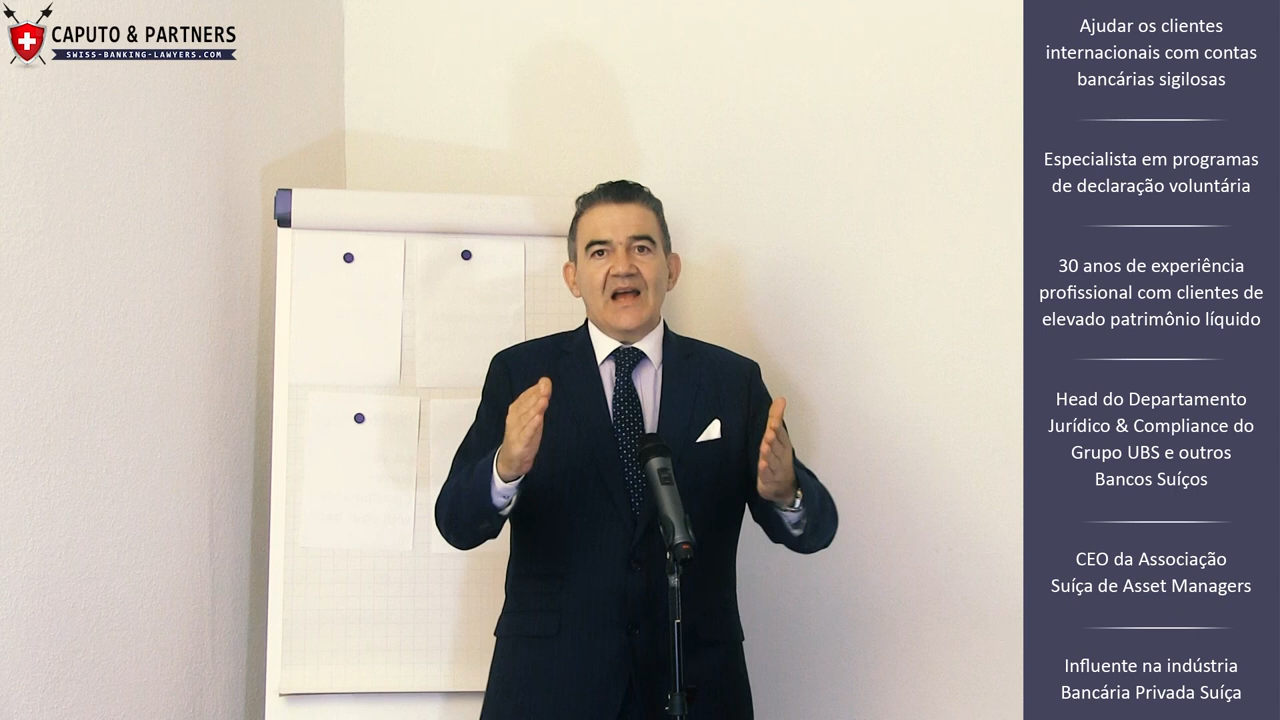 CAPUTO & PARTNERS
SWISS-BANKING-LAWYERS.COM
Ajudar os clientes
internacionais com contas
bancárias sigilosas
Especialista em programas
de declaração voluntária
30 anos de experiência
profissional com clientes de
elevado patrimônio líquido
Head do Departamento
Jurídico & Compliance do
Grupo UBS e outros
Bancos Suíços
CEO da Associação
Suíça de Asset Managers
Influente na indústria
Bancária Privada Suíça